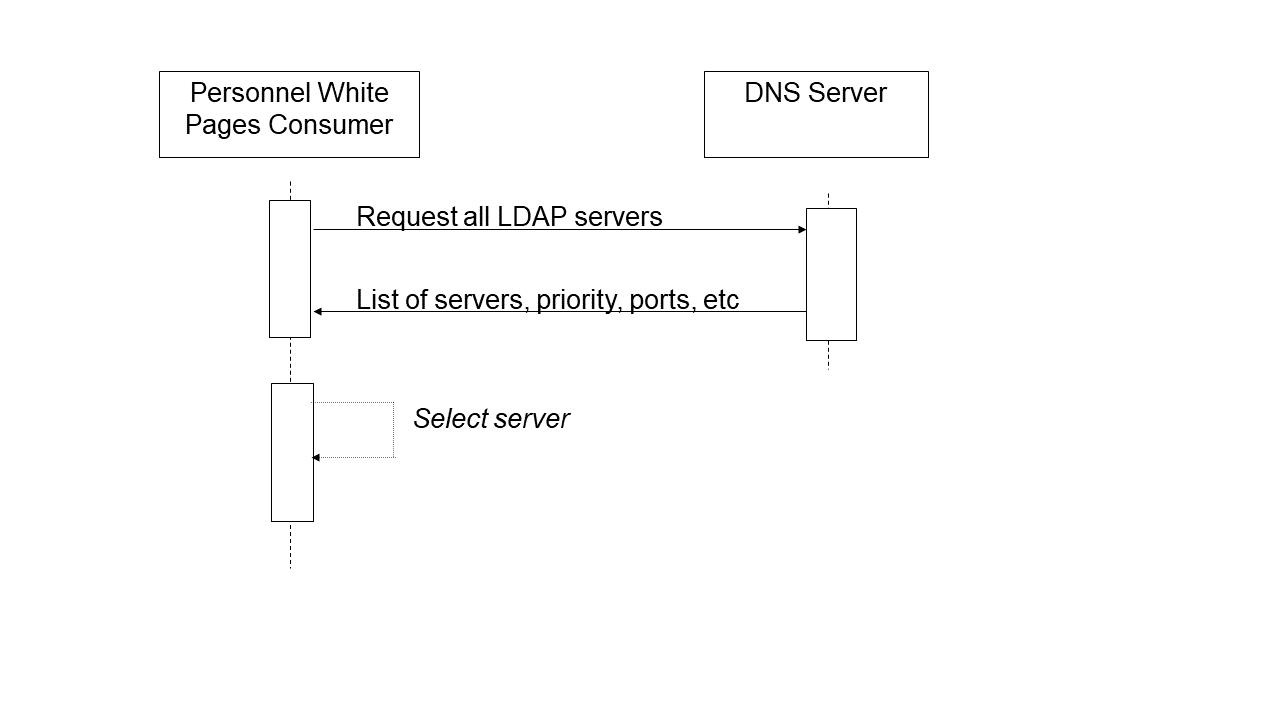 Personnel White
Pages Consumer
DNS Server
Request all LDAP servers
List of servers, priority, ports, etc
Select server